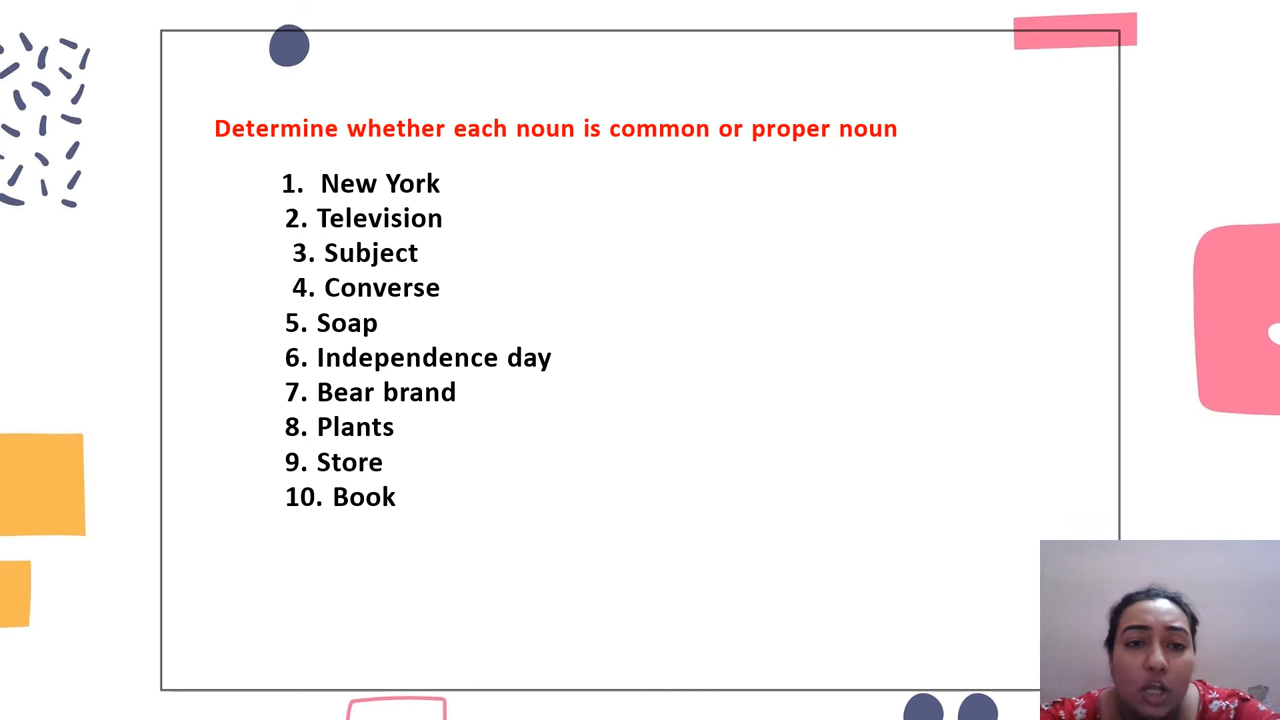 Determine whether each noun is common or proper noun
1. New York
2. Television
3. Subject
4. Converse
5. Soap
6. Independence day
7. Bear brand
8. Plants
9. Store
10. Book